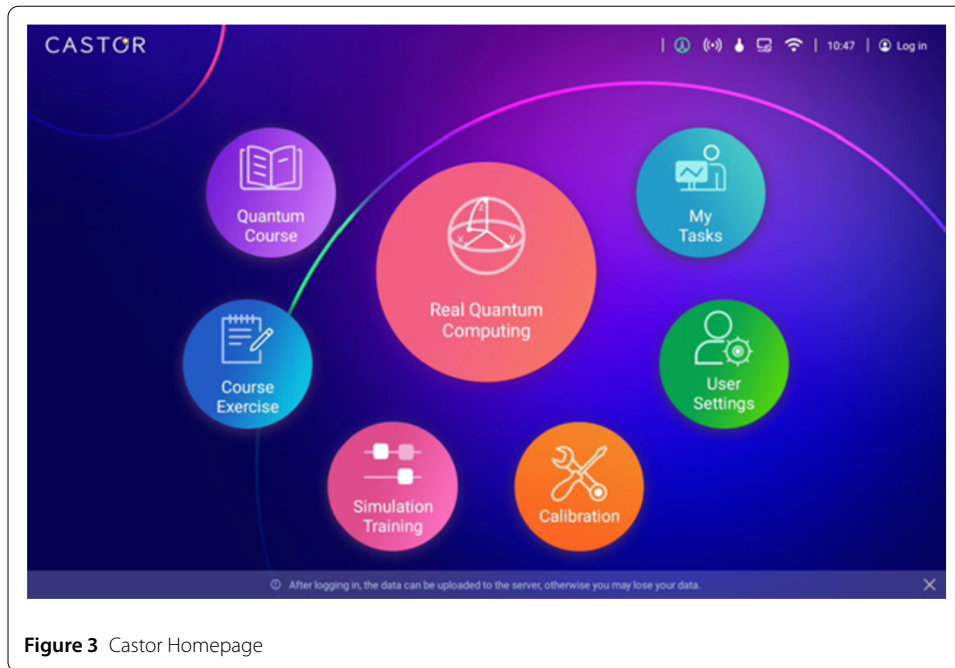 CASTOR
10:47
Log in
Quantum
Course
My
Tasks
z
x
y
Real Quantum
Computing
Course
Exercise
User
Settings
Simulation
Training
Calibration
After logging in, the data can be uploaded to the server, otherwise you may lose your data.
Figure 3 Castor Homepage